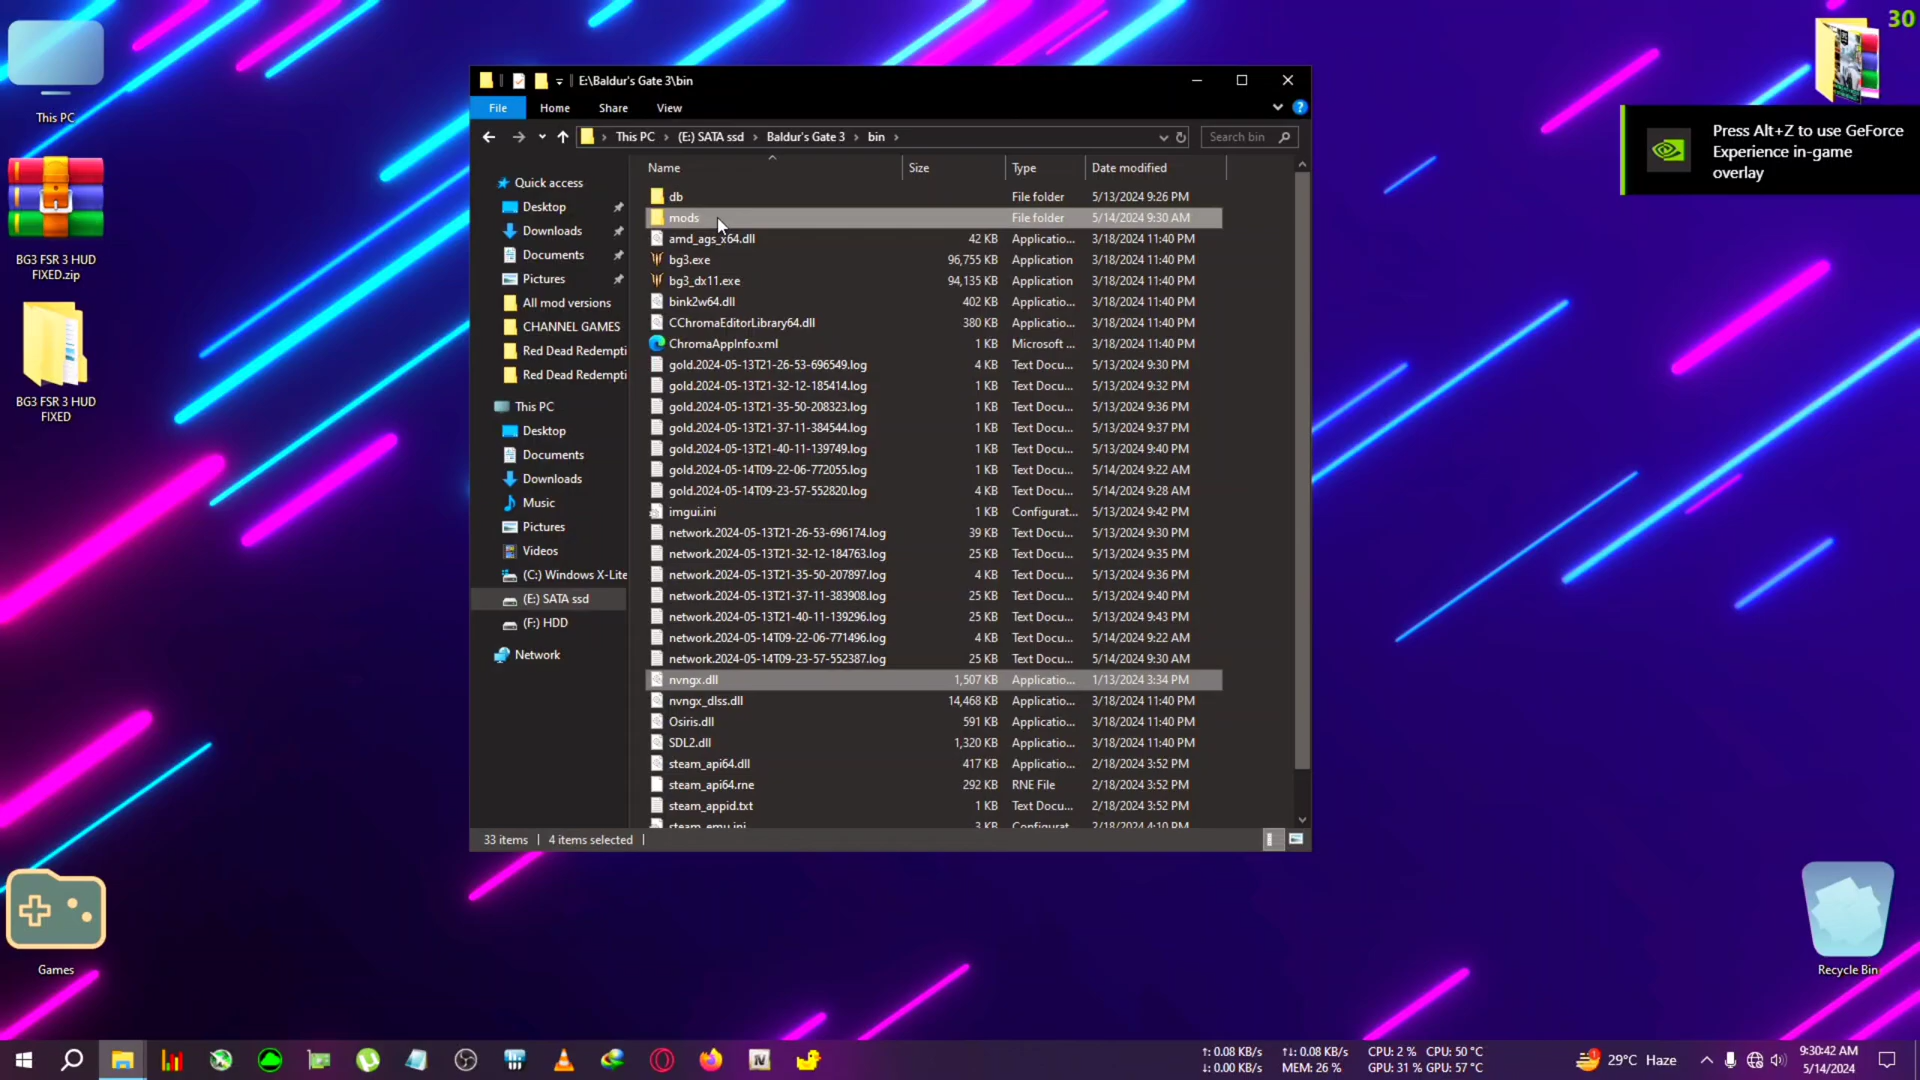 30
This PC
BG3 FSR 3 HUD
FIXED.zip
BG3 FSR 3 HUD
FIXED
Games
Recycle Bin
Press Alt+Z to use GeForce
Experience in-game
overlay
E:\Baldur's Gate 3\bin
File Home Share View
This PC (E:) SATA ssd Baldur's Gate 3 bin
Search bin
Quick access
Desktop
Downloads
Documents
Pictures
All mod versions
CHANNEL GAMES
Red Dead Redempti
Red Dead Redempti
This PC
Desktop
Documents
Downloads
Music
Pictures
Videos
(C:) Windows X-Lite
(E:) SATA ssd
(F:) HDD
Network
Name Size Type Date modified
db File folder 5/13/2024 9:26 PM
mods File folder 5/14/2024 9:30 AM
amd_ags_x64.dll 42 KB Applicatio... 3/18/2024 11:40 PM
bg3.exe 96,755 KB Application 3/18/2024 11:40 PM
bg3_dx11.exe 94,135 KB Application 3/18/2024 11:40 PM
bink2w64.dll 402 KB Applicatio... 3/18/2024 11:40 PM
CChromaEditorLibrary64.dll 380 KB Applicatio... 3/18/2024 11:40 PM
ChromaAppInfo.xml 1 KB Microsoft ... 3/18/2024 11:40 PM
gold.2024-05-13T21-26-53-696549.log 4 KB Text Docu... 5/13/2024 9:30 PM
gold.2024-05-13T21-32-12-185414.log 1 KB Text Docu... 5/13/2024 9:32 PM
gold.2024-05-13T21-35-50-208323.log 1 KB Text Docu... 5/13/2024 9:36 PM
gold.2024-05-13T21-37-11-384544.log 1 KB Text Docu... 5/13/2024 9:37 PM
gold.2024-05-13T21-40-11-139749.log 1 KB Text Docu... 5/13/2024 9:40 PM
gold.2024-05-14T09-22-06-772055.log 1 KB Text Docu... 5/14/2024 9:22 AM
gold.2024-05-14T09-23-57-552820.log 4 KB Text Docu... 5/14/2024 9:28 AM
imgui.ini 1 KB Configurat... 5/13/2024 9:42 PM
network.2024-05-13T21-26-53-696174.log 39 KB Text Docu... 5/13/2024 9:30 PM
network.2024-05-13T21-32-12-184763.log 25 KB Text Docu... 5/13/2024 9:35 PM
network.2024-05-13T21-35-50-207897.log 4 KB Text Docu... 5/13/2024 9:36 PM
network.2024-05-13T21-37-11-383908.log 25 KB Text Docu... 5/13/2024 9:40 PM
network.2024-05-13T21-40-11-139296.log 25 KB Text Docu... 5/13/2024 9:43 PM
network.2024-05-14T09-22-06-771496.log 4 KB Text Docu... 5/14/2024 9:22 AM
network.2024-05-14T09-23-57-552387.log 25 KB Text Docu... 5/14/2024 9:30 AM
nvngx.dll 1,507 KB Applicatio... 1/13/2024 3:34 PM
nvngx_dlss.dll 14,468 KB Applicatio... 3/18/2024 11:40 PM
Osiris.dll 591 KB Applicatio... 3/18/2024 11:40 PM
SDL2.dll 1,320 KB Applicatio... 3/18/2024 11:40 PM
steam_api64.dll 417 KB Applicatio... 2/18/2024 3:52 PM
steam_api64.rne 292 KB RNE File 2/18/2024 3:52 PM
steam_appid.txt 1 KB Text Docu... 2/18/2024 3:52 PM
steam_emu.ini 3 KB Configurat... 2/18/2024 4:10 PM
33 items 4 items selected
↑: 0.08 KB/s ↑↓: 0.08 KB/s CPU: 2 % CPU: 50 °C
↓: 0.00 KB/s MEM: 26 % GPU: 31 % GPU: 57 °C
29°C Haze
9:30:42 AM
5/14/2024